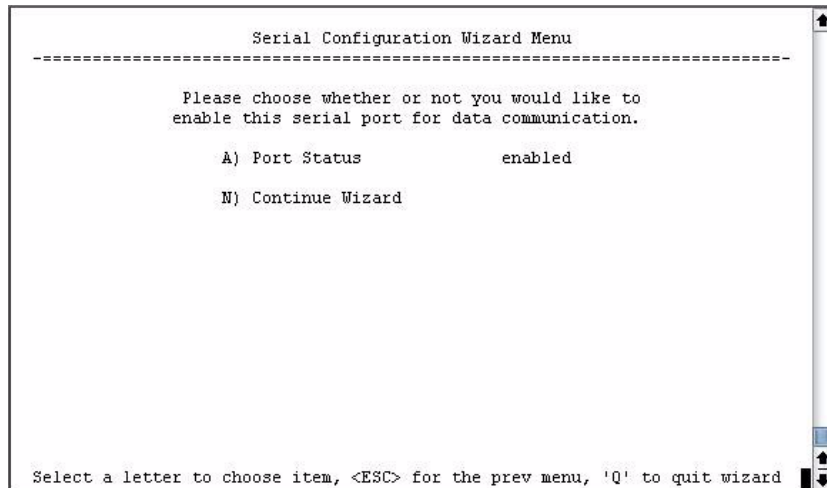 Serial Configuration Wizard Menu
-==============================================================================-
Please choose whether or not you would like to
enable this serial port for data communication.
A) Port Status enabled
N) Continue Wizard
Select a letter to choose item, <ESC> for the prev menu, 'Q' to quit wizard